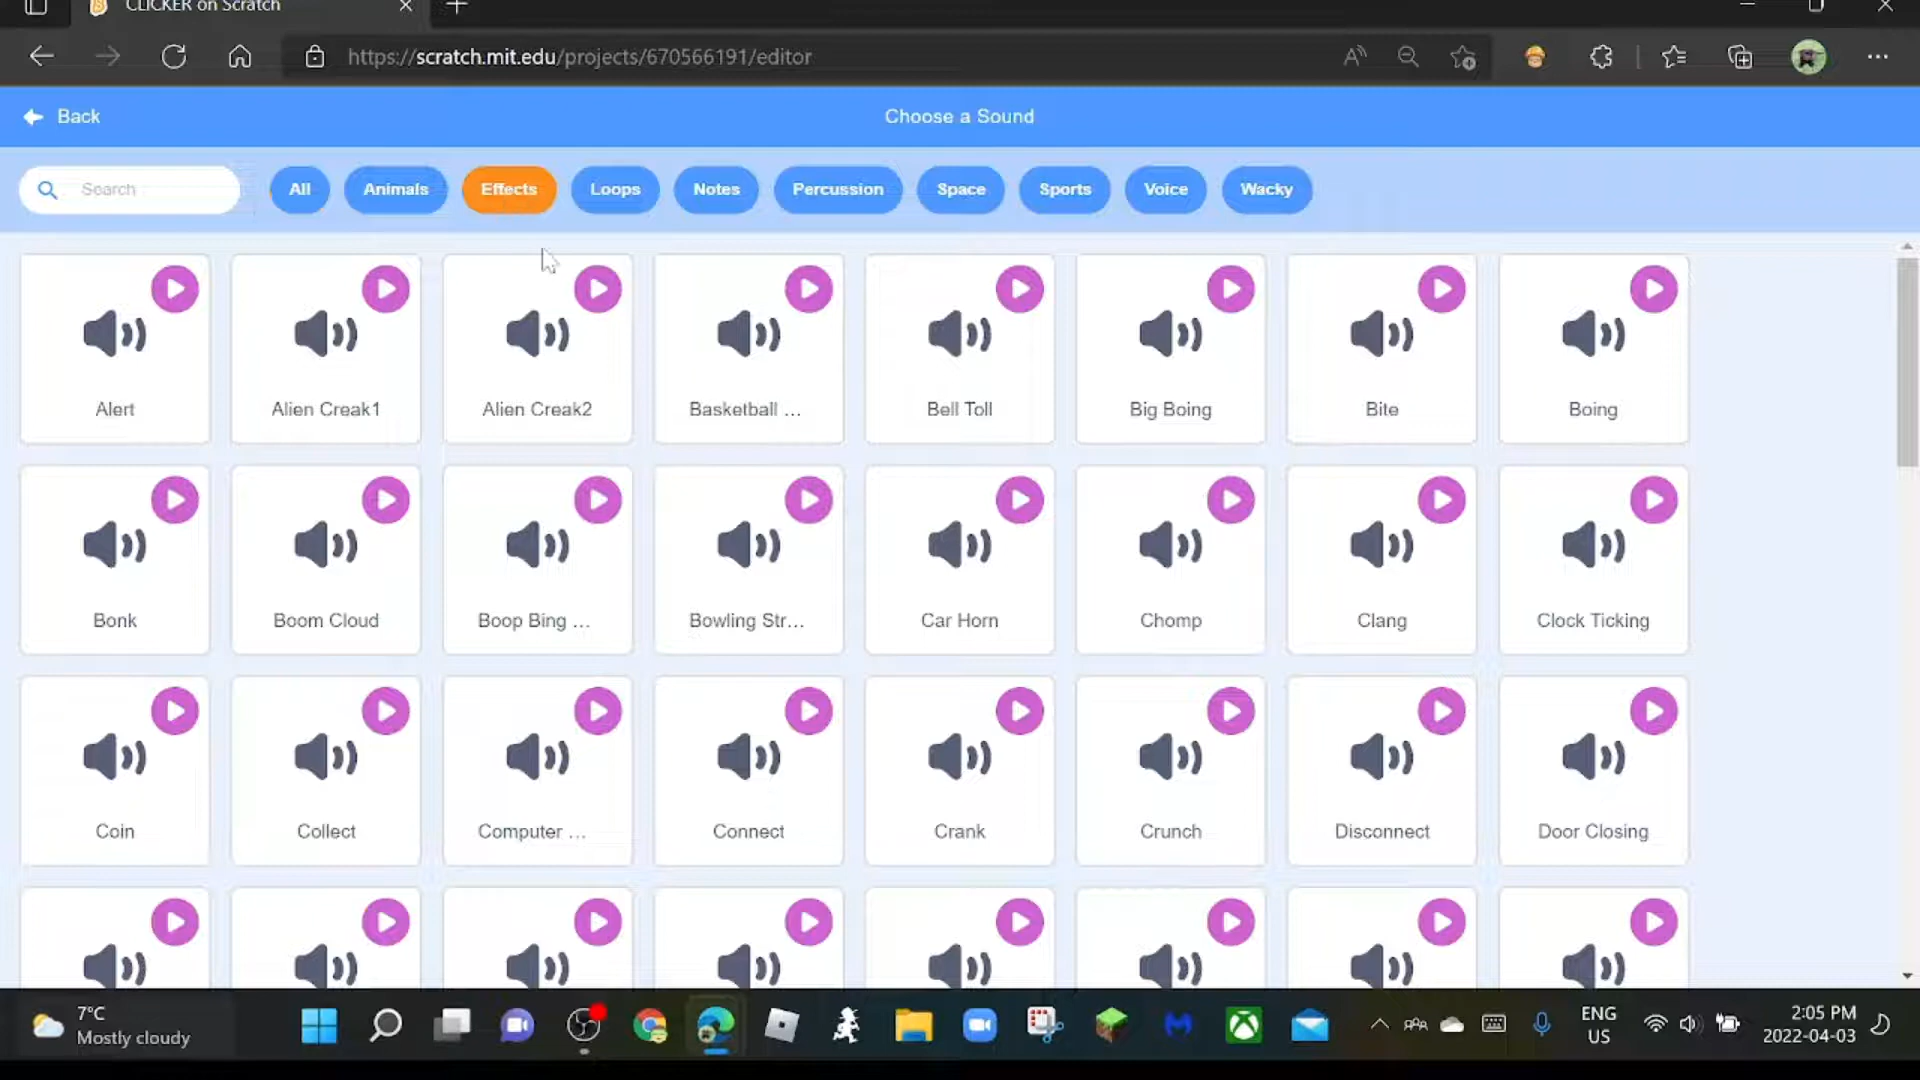 CLICKER on Scratch
https://scratch.mit.edu/projects/670566191/editor
Back
Choose a Sound
Search
All
Animals
Effects
Loops
Notes
Percussion
Space
Sports
Voice
Wacky
Alert
Alien Creak1
Alien Creak2
Basketball ...
Bell Toll
Big Boing
Bite
Boing
Bonk
Boom Cloud
Boop Bing ...
Bowling Str...
Car Horn
Chomp
Clang
Clock Ticking
Coin
Collect
Computer ...
Connect
Crank
Crunch
Disconnect
Door Closing
7°C
Mostly cloudy
ENG
US
2:05 PM
2022-04-03